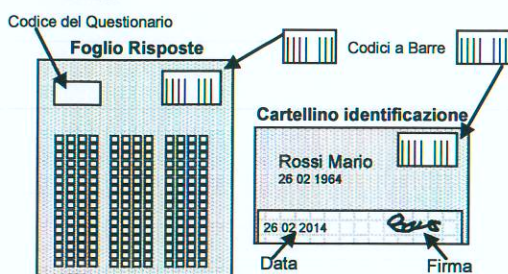 Codice del Questionario
Foglio Risposte
Codici a Barre
Cartellino identificazione
Rossi Mario
26 02 1964
26 02 2014
Data
Firma